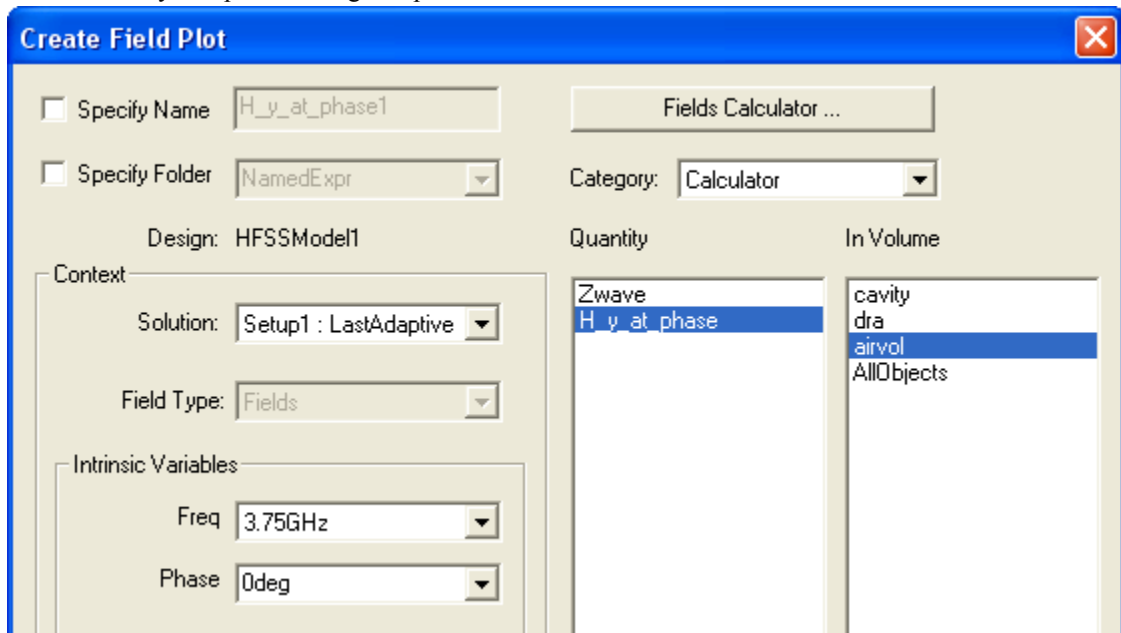 Create Field Plot
Specify Name H_y_at_phase1 Fields Calculator ...
Specify Folder NamedExpr Category: Calculator
Design: HFSSModel1 Quantity In Volume
Context
Solution: Setup1 : LastAdaptive
Field Type: Fields
Intrinsic Variables
Freq 3.75GHz
Phase 0deg
Zwave
H_y_at_phase
cavity
dra
airvol
AllObjects